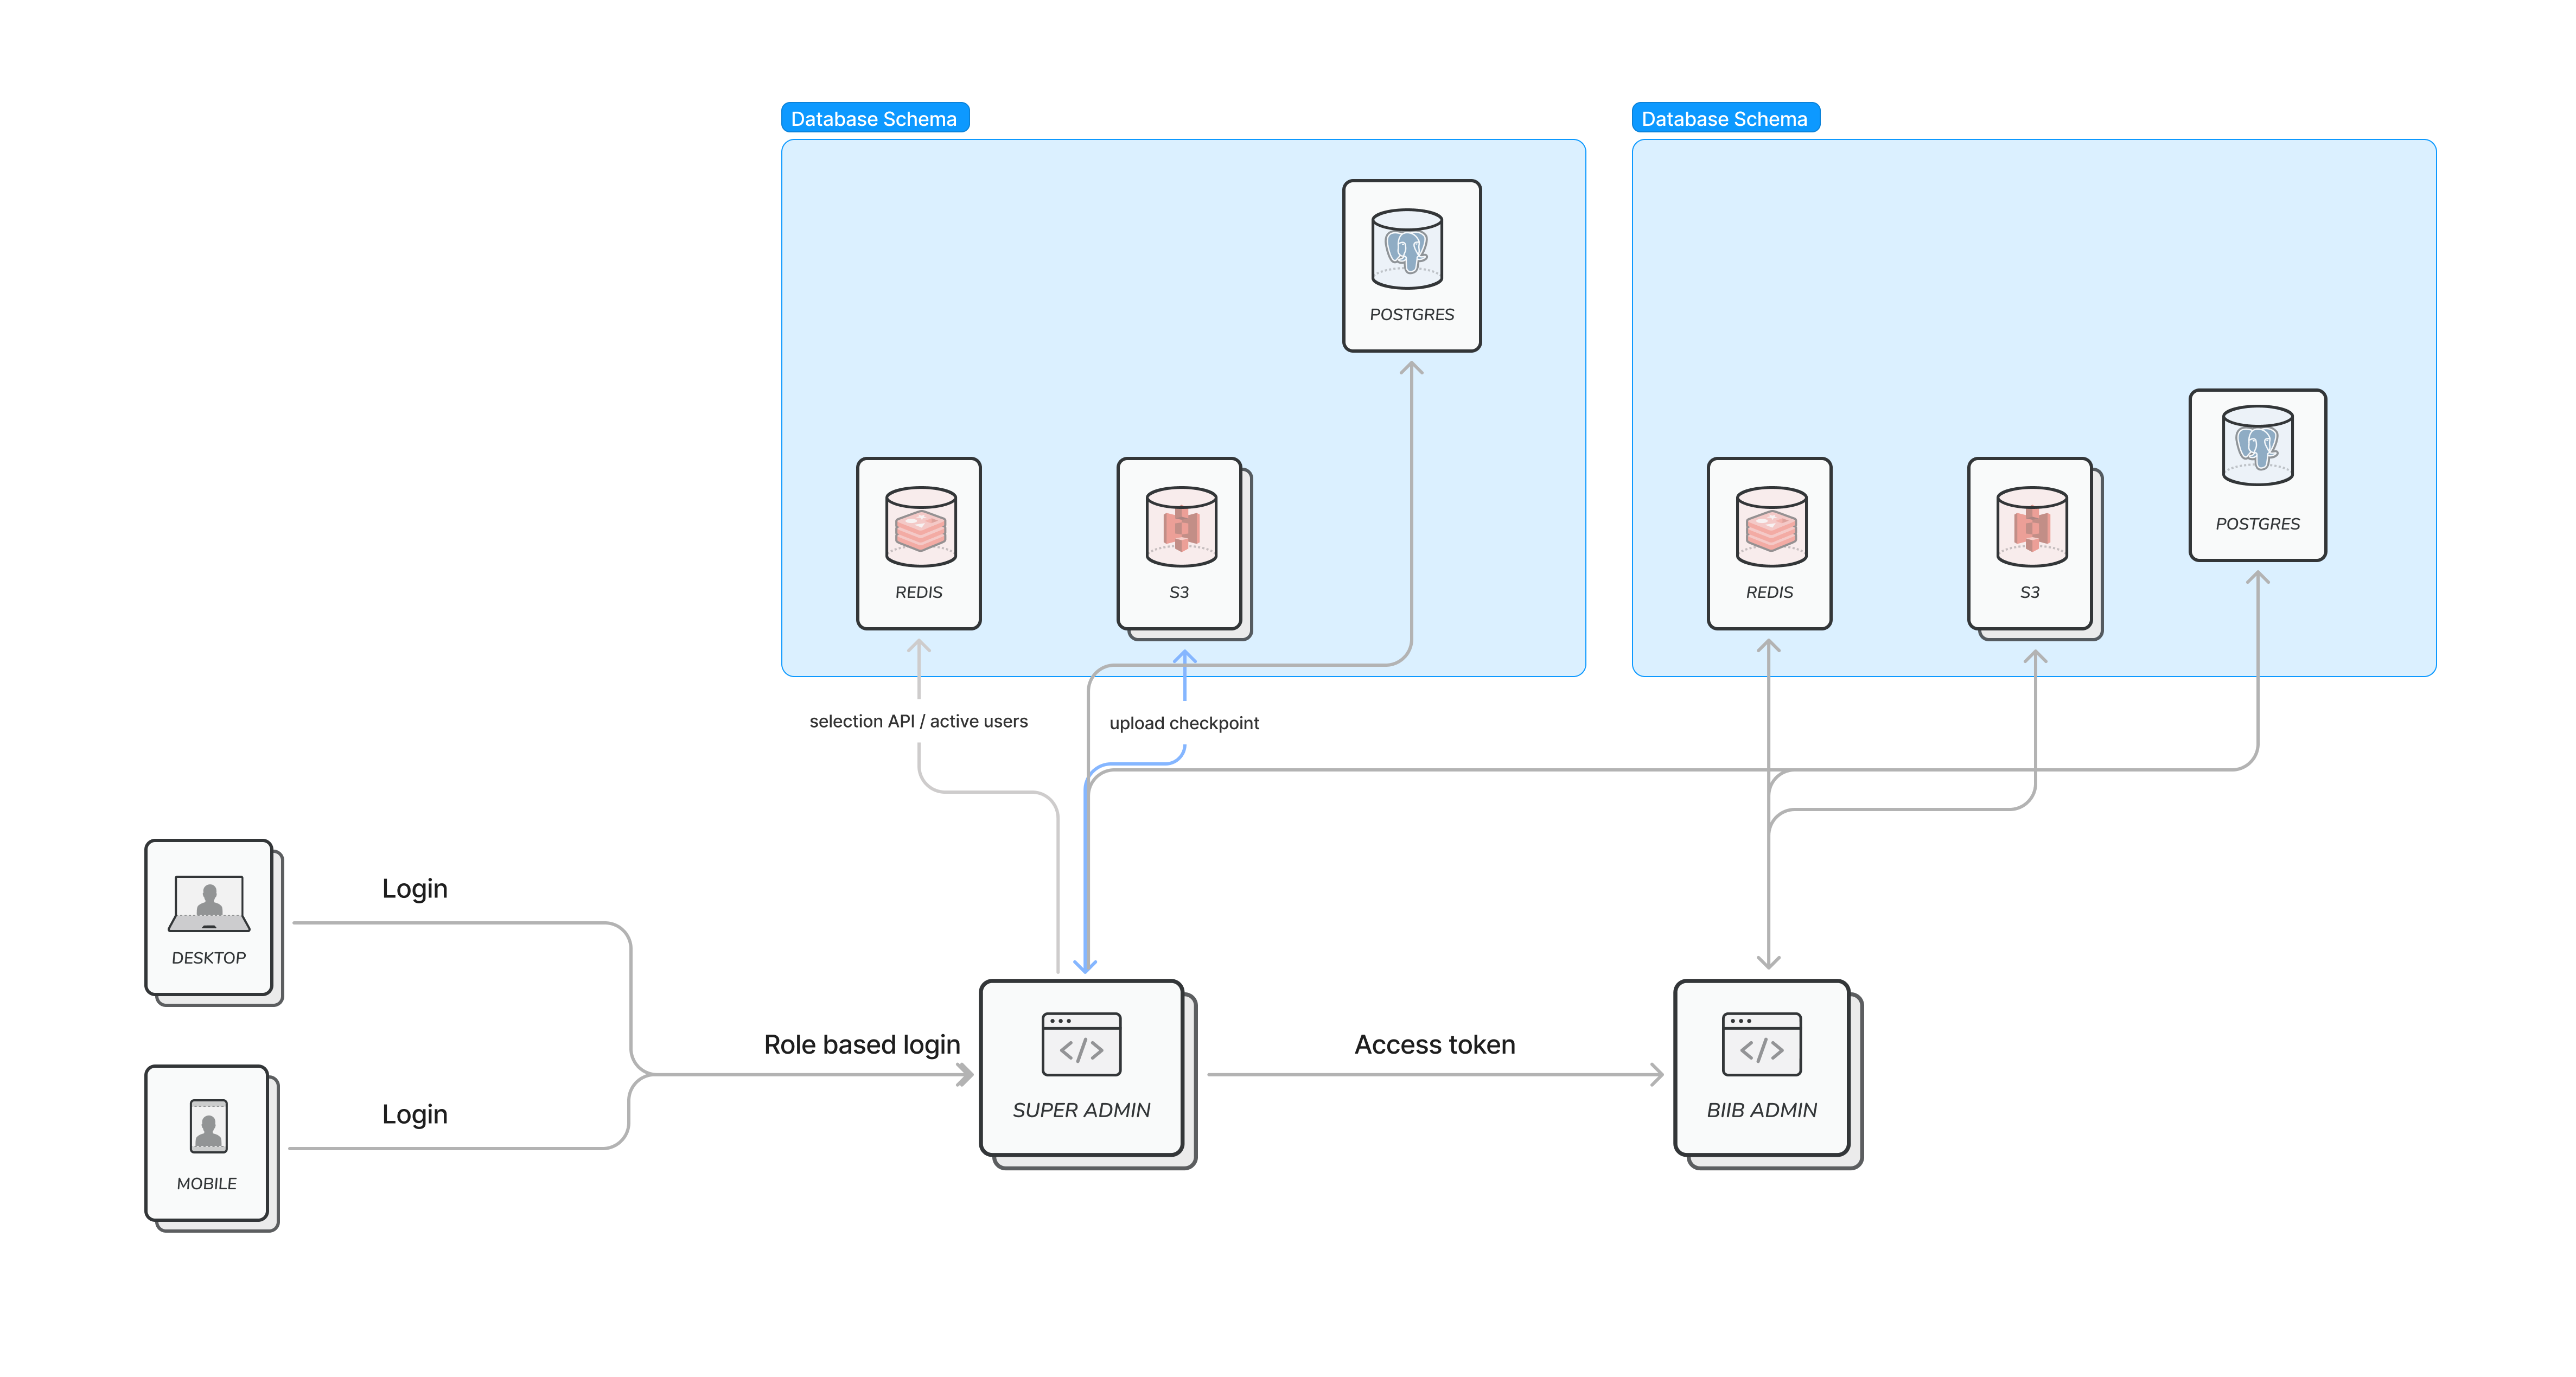 Database Schema
Database Schema
POSTGRES
POSTGRES
REDIS
S3
REDIS
S3
selection API / active users
upload checkpoint
Login
DESKTOP
Role based login
Access token
Login
SUPER ADMIN
BIIB ADMIN
MOBILE